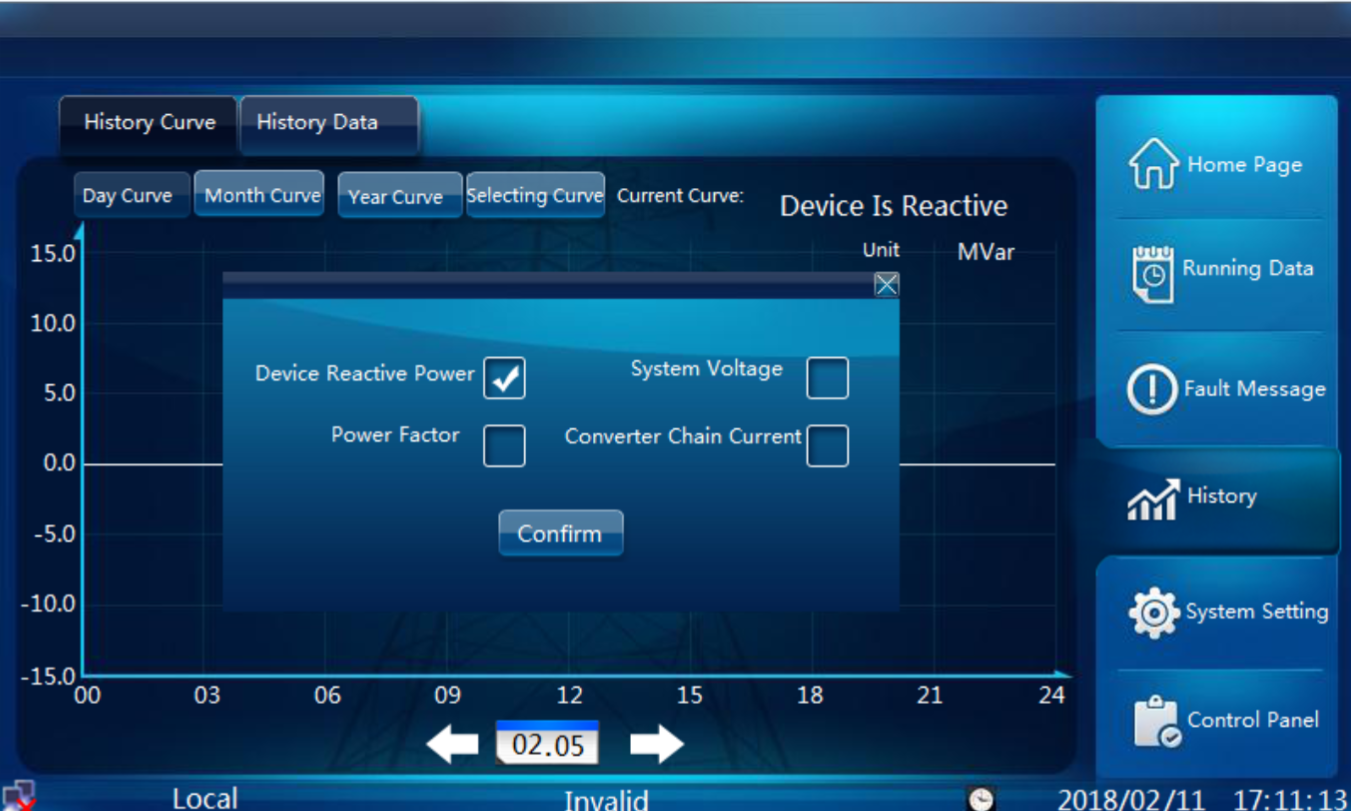 History Curve History Data
Day Curve Month Curve Year Curve Selecting Curve Current Curve: Device Is Reactive
Unit MVar
15.0
10.0
5.0
0.0
-5.0
-10.0
-15.0
00 03 06 09 12 15 18 21 24
Device Reactive Power System Voltage
Power Factor Converter Chain Current
Confirm
02.05
Home Page
Running Data
Fault Message
History
System Setting
Control Panel
Local Invalid 2018/02/11 17:11:13